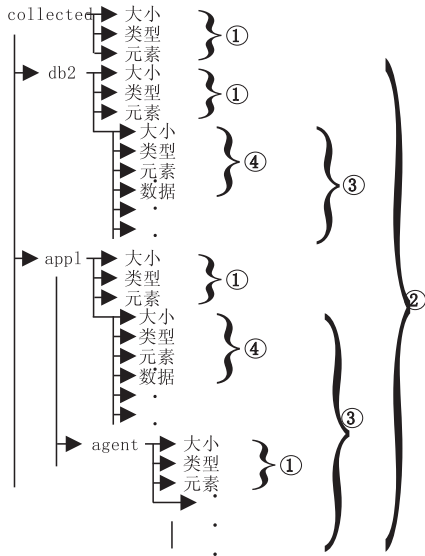 collected 大小
类型 ①
元素
db2 大小
类型 ①
元素
大小
类型
元素 ④
数据 ③
appl 大小
类型 ①
元素
②
大小
类型
元素 ④
数据
③
agent 大小
类型 ①
元素